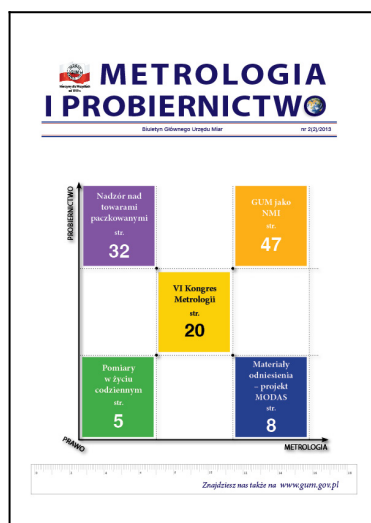 METROLOGIA
I PROBIERNICTWO
Biuletyn Głównego Urzędu Miar
nr 2(2)/2013
PROBIERNICTWO
Nadzór nad
towarami
paczkowanymi
str.
32
GUM jako
NMI
str.
47
VI Kongres
Metrologii
str.
20
Pomiary
w życiu
codziennym
str.
5
Materiały
odniesienia
– projekt
MODAS
str.
8
PRAWO
METROLOGIA
Znajdziesz nas także na www.gum.gov.pl